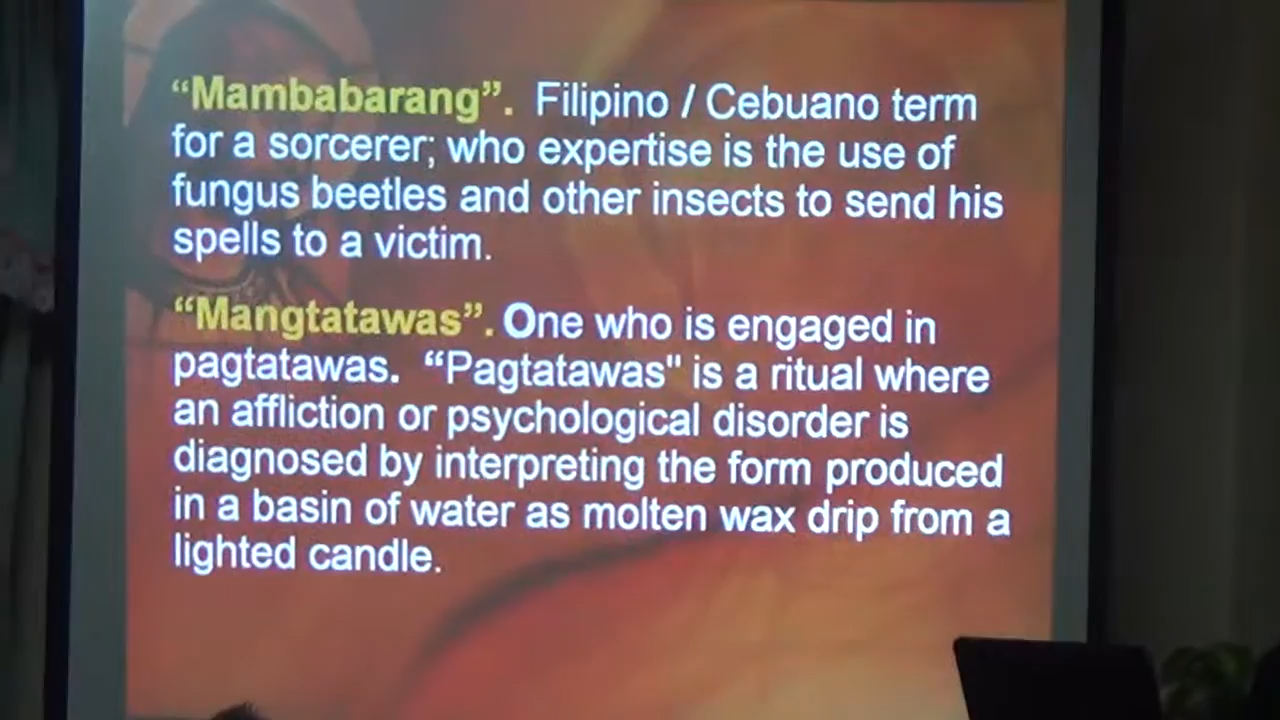 “Mambabarang”. Filipino / Cebuano term
for a sorcerer; who expertise is the use of
fungus beetles and other insects to send his
spells to a victim.
“Mangtatawas”. One who is engaged in
pagtatawas. “Pagtatawas" is a ritual where
an affliction or psychological disorder is
diagnosed by interpreting the form produced
in a basin of water as molten wax drip from a
lighted candle.